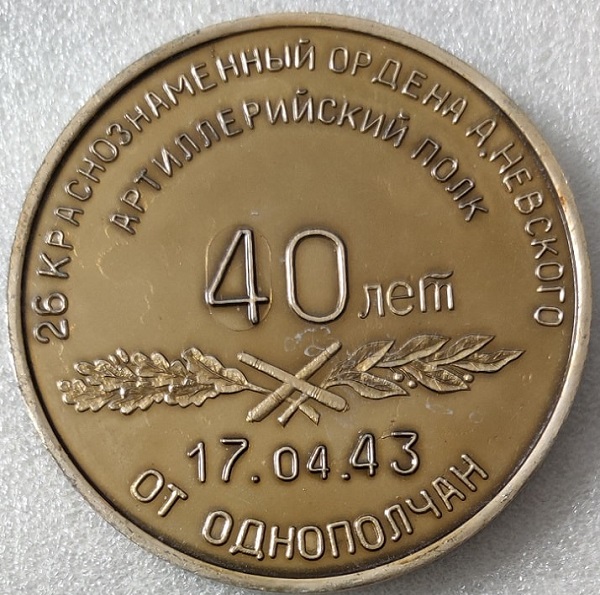 26 КРАСНОЗНАМЕННЫЙ ОРДЕНА А.НЕВСКОГО
АРТИЛЛЕРИЙСКИЙ ПОЛК
40 лет
17.04.43
ОТ ОДНОПОЛЧАН